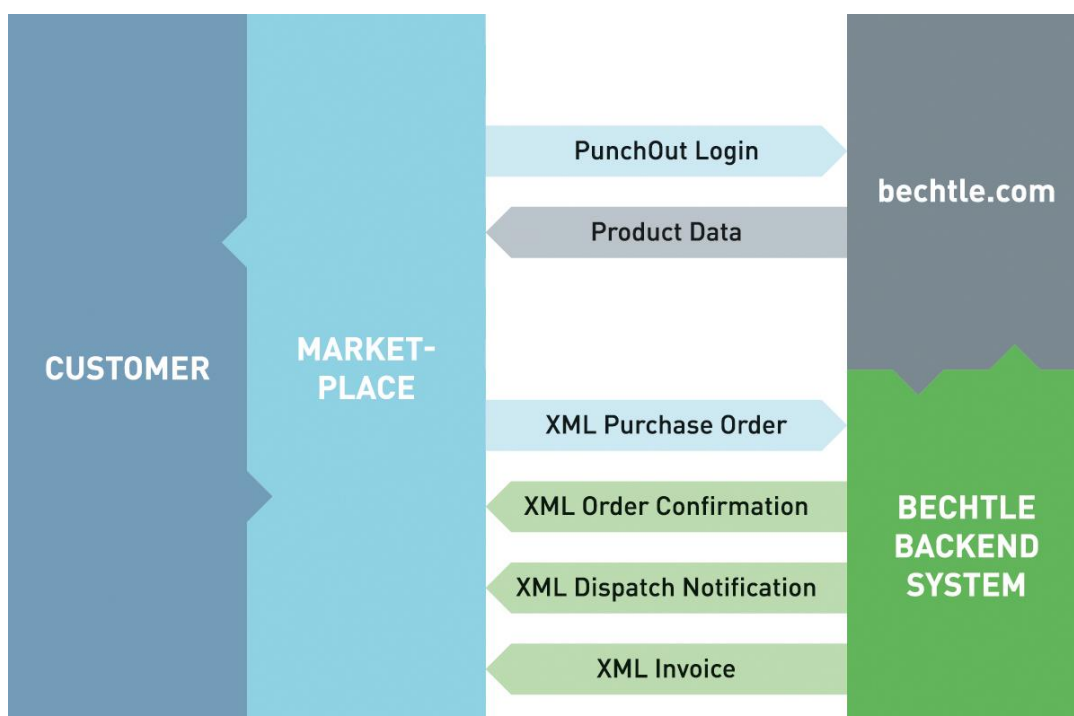 PunchOut Login
bechtle.com
Product Data
CUSTOMER
MARKET-
PLACE
XML Purchase Order
XML Order Confirmation
XML Dispatch Notification
XML Invoice
BECHTLE
BACKEND
SYSTEM